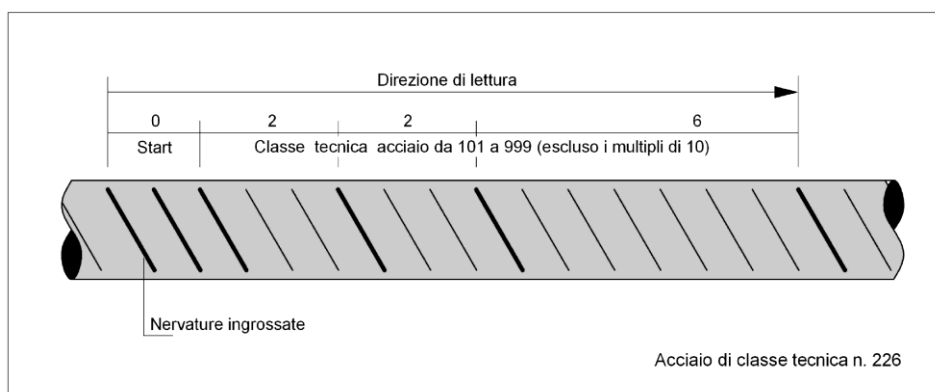 Direzione di lettura
0 2 2 6
Start Classe tecnica acciaio da 101 a 999 (escluso i multipli di 10)
Nervature ingrossate
Acciaio di classe tecnica n. 226